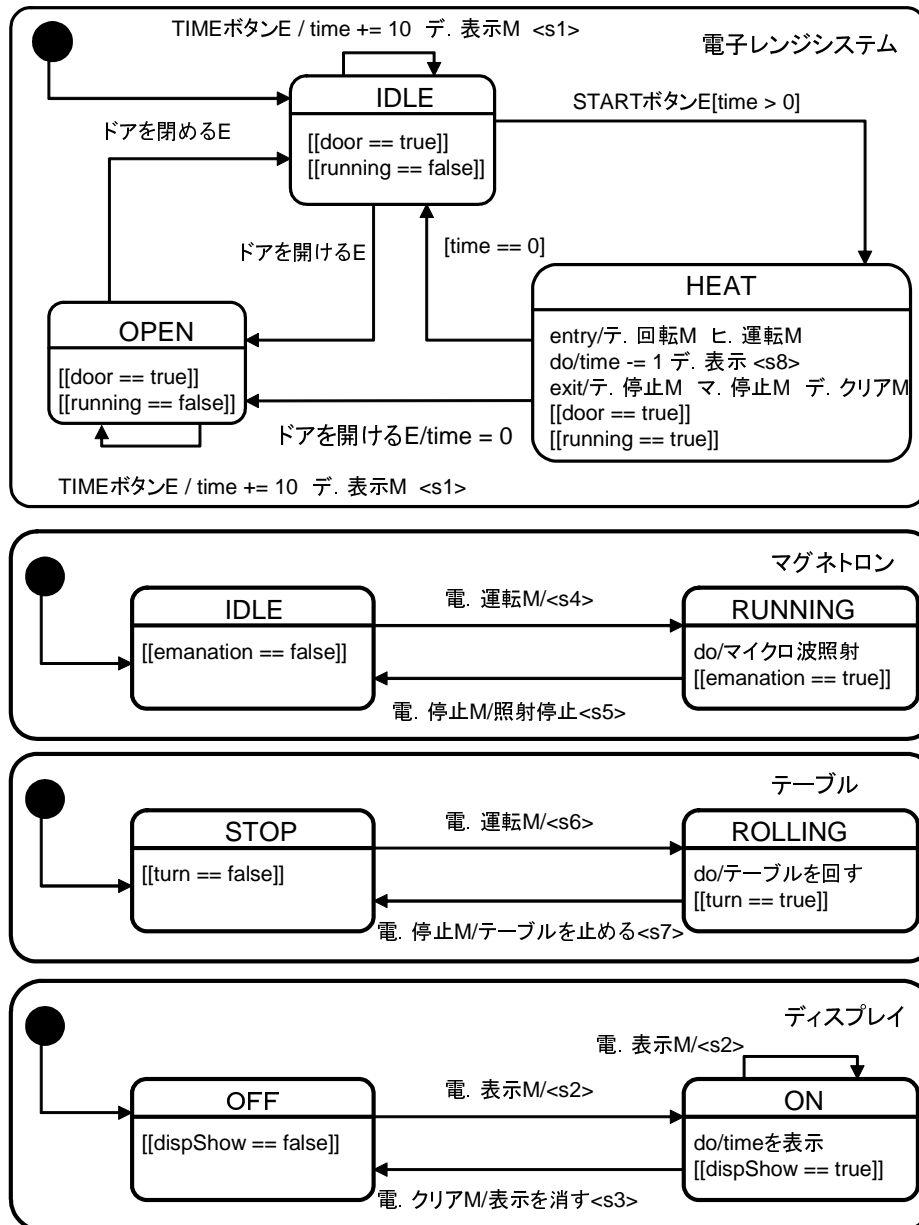 TIMEボタンE / time += 10 デ. 表示M <s1>
電子レンジシステム
IDLE
[[door == true]]
[[running == false]]
STARTボタンE[time > 0]
ドアを閉めるE
ドアを開けるE
[time == 0]
HEAT
entry/テ. 回転M ヒ. 運転M
do/time -= 1 デ. 表示 <s8>
exit/テ. 停止M マ. 停止M デ. クリアM
[[door == true]]
[[running == true]]
OPEN
[[door == true]]
[[running == false]]
ドアを開けるE/time = 0
TIMEボタンE / time += 10 デ. 表示M <s1>
マグネトロン
IDLE
[[emanation == false]]
電. 運転M/<s4>
RUNNING
do/マイクロ波照射
[[emanation == true]]
電. 停止M/照射停止<s5>
テーブル
STOP
[[turn == false]]
電. 運転M/<s6>
ROLLING
do/テーブルを回す
[[turn == true]]
電. 停止M/テーブルを止める<s7>
ディスプレイ
電. 表示M/<s2>
OFF
[[dispShow == false]]
電. 表示M/<s2>
ON
do/timeを表示
[[dispShow == true]]
電. クリアM/表示を消す<s3>